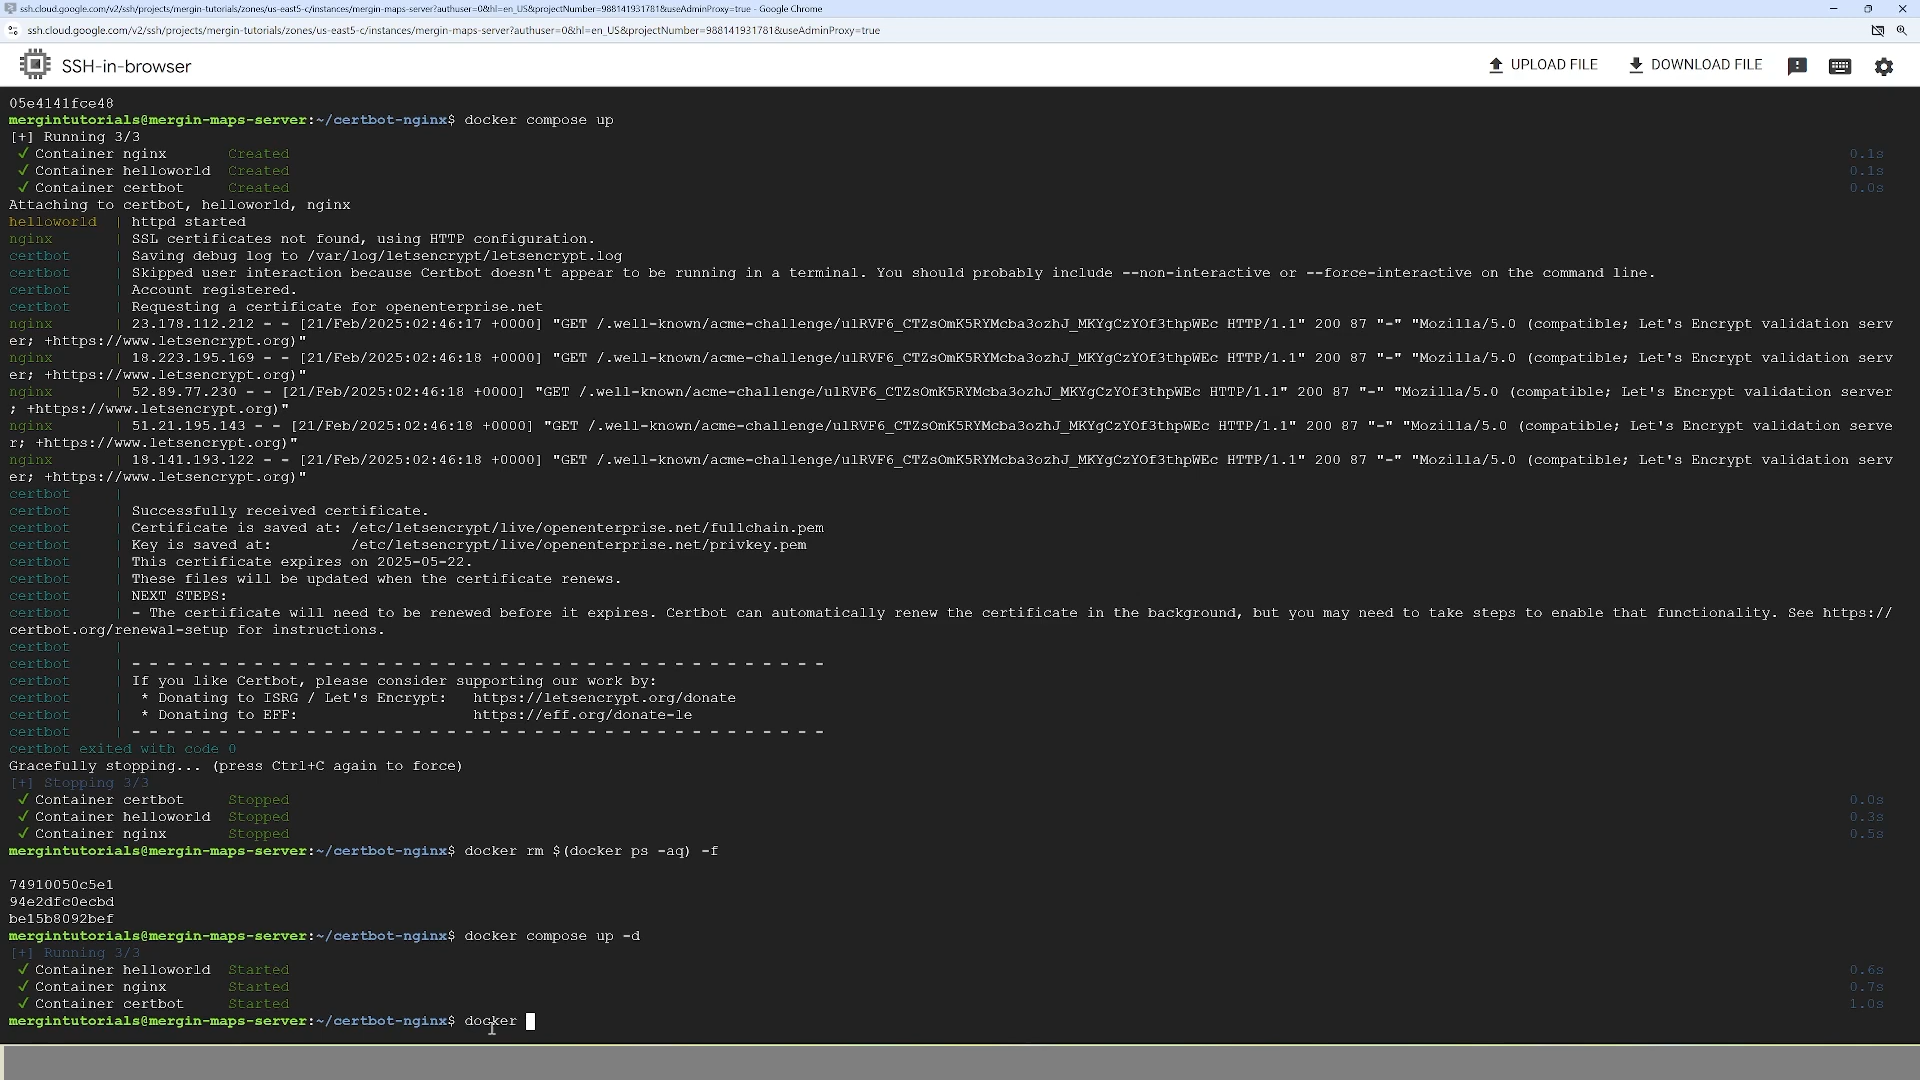 ssh.cloud.google.com/v2/ssh/projects/mergin-tutorials/zones/us-east5-c/instances/mergin-maps-server?authuser=0&hl=en_US&projectNumber=988141931781&useAdminProxy=true - Google Chrome
ssh.cloud.google.com/v2/ssh/projects/mergin-tutorials/zones/us-east5-c/instances/mergin-maps-server?authuser=0&hl=en_US&projectNumber=988141931781&useAdminProxy=true
SSH-in-browser UPLOAD FILE DOWNLOAD FILE
05e4141fce48
mergintutorials@mergin-maps-server:~/certbot-nginx$ docker compose up
[+] Running 3/3
✓ Container nginx Created 0.1s
✓ Container helloworld Created 0.1s
✓ Container certbot Created 0.0s
Attaching to certbot, helloworld, nginx
helloworld | httpd started
nginx | SSL certificates not found, using HTTP configuration.
certbot | Saving debug log to /var/log/letsencrypt/letsencrypt.log
certbot | Skipped user interaction because Certbot doesn't appear to be running in a terminal. You should probably include --non-interactive or --force-interactive on the command line.
certbot | Account registered.
certbot | Requesting a certificate for openenterprise.net
nginx | 23.178.112.212 - - [21/Feb/2025:02:46:17 +0000] "GET /.well-known/acme-challenge/ulRVF6_CTZsOmK5RYMcba3ozhJ_MKYgCzYOf3thpWEc HTTP/1.1" 200 87 "-" "Mozilla/5.0 (compatible; Let's Encrypt validation serv
er; +https://www.letsencrypt.org)"
nginx | 18.223.195.169 - - [21/Feb/2025:02:46:18 +0000] "GET /.well-known/acme-challenge/ulRVF6_CTZsOmK5RYMcba3ozhJ_MKYgCzYOf3thpWEc HTTP/1.1" 200 87 "-" "Mozilla/5.0 (compatible; Let's Encrypt validation serv
er; +https://www.letsencrypt.org)"
nginx | 52.89.77.230 - - [21/Feb/2025:02:46:18 +0000] "GET /.well-known/acme-challenge/ulRVF6_CTZsOmK5RYMcba3ozhJ_MKYgCzYOf3thpWEc HTTP/1.1" 200 87 "-" "Mozilla/5.0 (compatible; Let's Encrypt validation server
; +https://www.letsencrypt.org)"
nginx | 51.21.195.143 - - [21/Feb/2025:02:46:18 +0000] "GET /.well-known/acme-challenge/ulRVF6_CTZsOmK5RYMcba3ozhJ_MKYgCzYOf3thpWEc HTTP/1.1" 200 87 "-" "Mozilla/5.0 (compatible; Let's Encrypt validation serve
r; +https://www.letsencrypt.org)"
nginx | 18.141.193.122 - - [21/Feb/2025:02:46:18 +0000] "GET /.well-known/acme-challenge/ulRVF6_CTZsOmK5RYMcba3ozhJ_MKYgCzYOf3thpWEc HTTP/1.1" 200 87 "-" "Mozilla/5.0 (compatible; Let's Encrypt validation serv
er; +https://www.letsencrypt.org)"
certbot |
certbot | Successfully received certificate.
certbot | Certificate is saved at: /etc/letsencrypt/live/openenterprise.net/fullchain.pem
certbot | Key is saved at: /etc/letsencrypt/live/openenterprise.net/privkey.pem
certbot | This certificate expires on 2025-05-22.
certbot | These files will be updated when the certificate renews.
certbot | NEXT STEPS:
certbot | - The certificate will need to be renewed before it expires. Certbot can automatically renew the certificate in the background, but you may need to take steps to enable that functionality. See https://
certbot.org/renewal-setup for instructions.
certbot |
certbot | - - - - - - - - - - - - - - - - - - - - - - - - - - - - - - - - - - - - - - - -
certbot | If you like Certbot, please consider supporting our work by:
certbot | * Donating to ISRG / Let's Encrypt: https://letsencrypt.org/donate
certbot | * Donating to EFF: https://eff.org/donate-le
certbot | - - - - - - - - - - - - - - - - - - - - - - - - - - - - - - - - - - - - - - - -
certbot exited with code 0
Gracefully stopping... (press Ctrl+C again to force)
[+] Stopping 3/3
✓ Container certbot Stopped 0.0s
✓ Container helloworld Stopped 0.3s
✓ Container nginx Stopped 0.5s
mergintutorials@mergin-maps-server:~/certbot-nginx$ docker rm $(docker ps -aq) -f
74910050c5e1
94e2dfc0ecbd
be15b8092bef
mergintutorials@mergin-maps-server:~/certbot-nginx$ docker compose up -d
[+] Running 3/3
✓ Container helloworld Started 0.6s
✓ Container nginx Started 0.7s
✓ Container certbot Started 1.0s
mergintutorials@mergin-maps-server:~/certbot-nginx$ docker